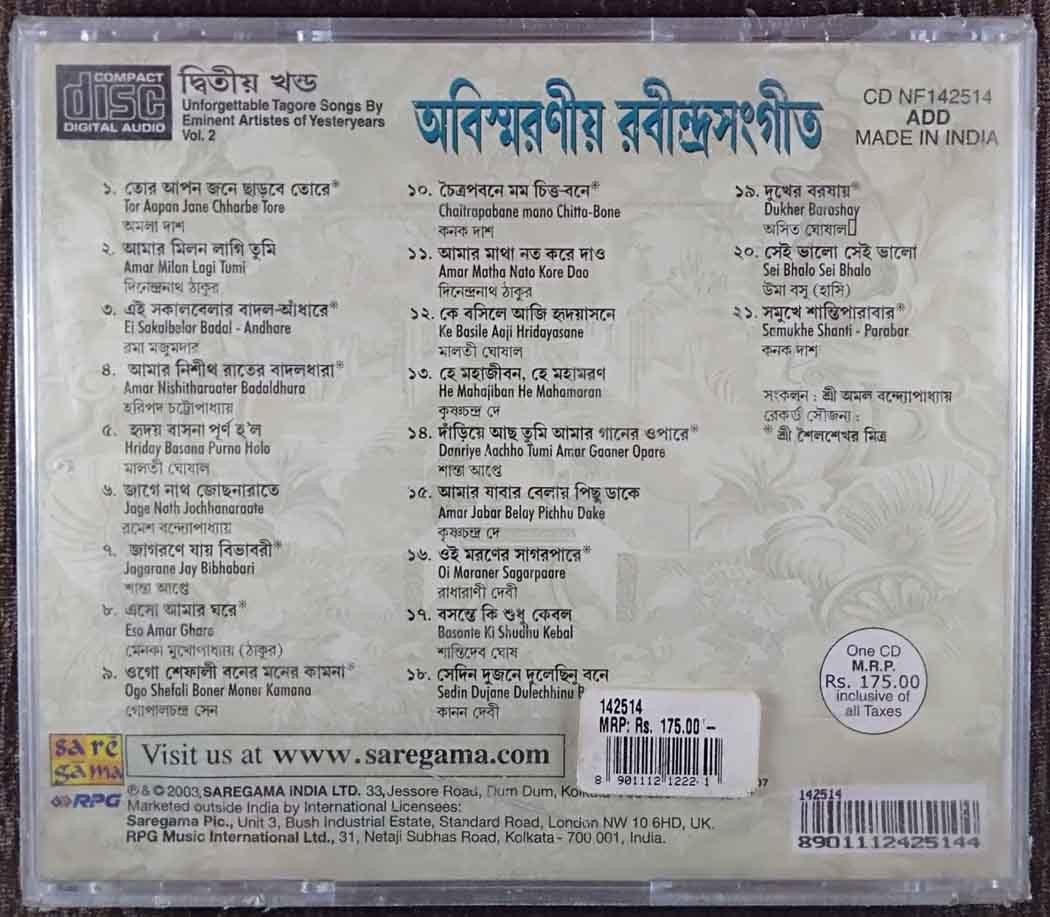 COMPACT
disc
DIGITAL AUDIO
দ্বিতীয় খন্ড
Unforgettable Tagore Songs By
Eminent Artistes of Yesteryears
Vol. 2
অবিস্মরণীয় রবীন্দ্রসংগীত
CD NF142514
ADD
MADE IN INDIA
১. তোর আপন জনে ছাড়বে তোরে*
Tor Aapan Jane Chharbe Tore
অমলা দাশ
২. আমার মিলন লাগি তুমি
Amar Milan Lagi Tumi
দিনেন্দ্রনাথ ঠাকুর
৩. এই সকালবেলার বাদল-আঁধারে*
Ei Sakalbelar Badal - Andhare
রমা মজুমদার
৪. আমার নিশীথ রাতের বাদলধারা*
Amar Nishitharaater Badaldhara
হরিপদ চট্টোপাধ্যায়
৫. হৃদয় বাসনা পূর্ণ হ'ল
Hriday Basana Purna Holo
মালতী ঘোষাল
৬. জাগে নাথ জোছনারাতে
Jage Nath Jochhanaraate
রমেশ বন্দ্যোপাধ্যায়
৭. জাগরণে যায় বিভাবরী*
Jagarane Jay Bibhabari
শান্তা আপ্তে
৮. এসো আমার ঘরে*
Eso Amar Ghare
মেনকা মুখোপাধ্যায় (ঠাকুর)
৯. ওগো শেফালী বনের মনের কামনা*
Ogo Shefali Boner Moner Kamana
গোপালচন্দ্র সেন
১০. চৈত্রপবনে মম চিত্ত-বনে*
Chaitrapabane mano Chitta-Bone
কনক দাশ
১১. আমার মাথা নত করে দাও
Amar Matha Nato Kore Dao
দিনেন্দ্রনাথ ঠাকুর
১২. কে বসিলে আজি হৃদয়াসনে
Ke Basile Aaji Hridayasane
মালতী ঘোষাল
১৩. হে মহাজীবন, হে মহামরণ
He Mahajiban He Mahamaran
কৃষ্ণচন্দ্র দে
১৪. দাঁড়িয়ে আছ তুমি আমার গানের ওপারে*
Danriye Aachho Tumi Amar Gaaner Opare
শান্তা আপ্তে
১৫. আমার যাবার বেলায় পিছু ডাকে
Amar Jabar Belay Pichhu Dake
কৃষ্ণচন্দ্র দে
১৬. ওই মরণের সাগরপারে*
Oi Maraner Sagarpaare
রাধারাণী দেবী
১৭. বসন্তে কি শুধু কেবল
Basante Ki Shudhu Kebal
শান্তিদেব ঘোষ
১৮. সেদিন দুজনে দুলেছিনু বনে
Sedin Dujane Dulechhinu
কানন দেবী
১৯. দুখের বরষায়*
Dukher Barashay
অসিত ঘোষাল
২০. সেই ভালো সেই ভালো
Sei Bhalo Sei Bhalo
উমা বসু (হাসি)
২১. সমুখে শান্তিপারাবার*
Samukhe Shanti - Parabar
কনক দাশ
সংকলন : শ্রী অমল বন্দ্যোপাধ্যায়
রেকর্ড সৌজন্য :
* শ্রী শৈলশেখর মিত্র
One CD
M.R.P.
Rs. 175.00
inclusive of
all Taxes
142514
MRP: Rs. 175.00 -
8 901112 12222 1
sa rē
gama
RPG
Visit us at www.saregama.com
℗ & © 2003, SAREGAMA INDIA LTD. 33, Jessore Road, Dum Dum,
Marketed outside India by International Licensees:
Saregama Plc., Unit 3, Bush Industrial Estate, Standard Road, London NW 10 6HD, UK.
RPG Music International Ltd., 31, Netaji Subhas Road, Kolkata - 700 001, India.
142514
8901112425144